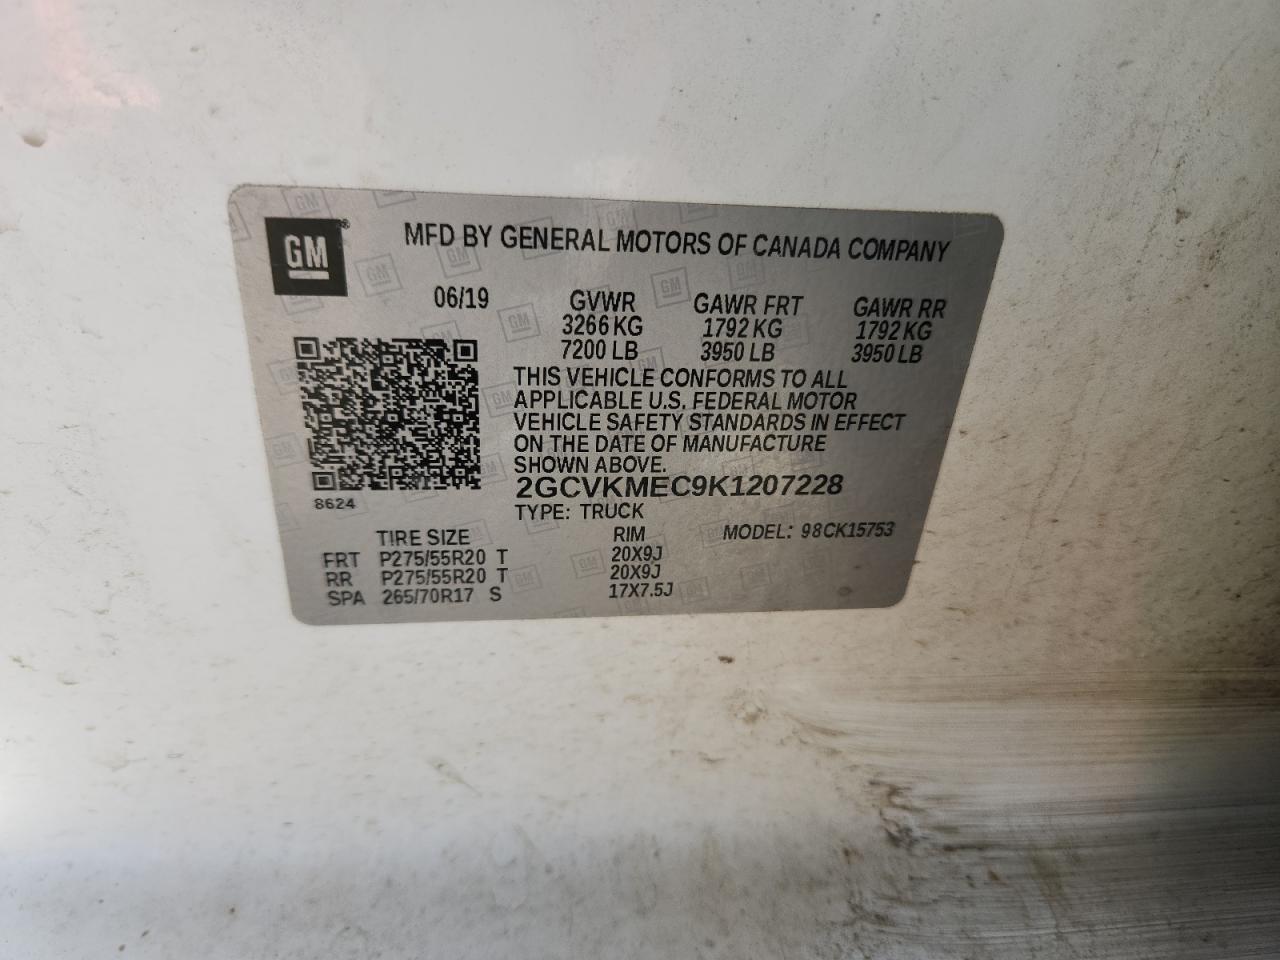 GM®
MFD BY GENERAL MOTORS OF CANADA COMPANY
06/19 GVWR GAWR FRT GAWR RR
3266 KG 1792 KG 1792 KG
7200 LB 3950 LB 3950 LB
THIS VEHICLE CONFORMS TO ALL
APPLICABLE U.S. FEDERAL MOTOR
VEHICLE SAFETY STANDARDS IN EFFECT
ON THE DATE OF MANUFACTURE
SHOWN ABOVE.
2GCVKMEC9K1207228
8624
TYPE: TRUCK
TIRE SIZE RIM MODEL: 98CK15753
FRT P275/55R20 T 20X9J
RR P275/55R20 T 20X9J
SPA 265/70R17 S 17X7.5J